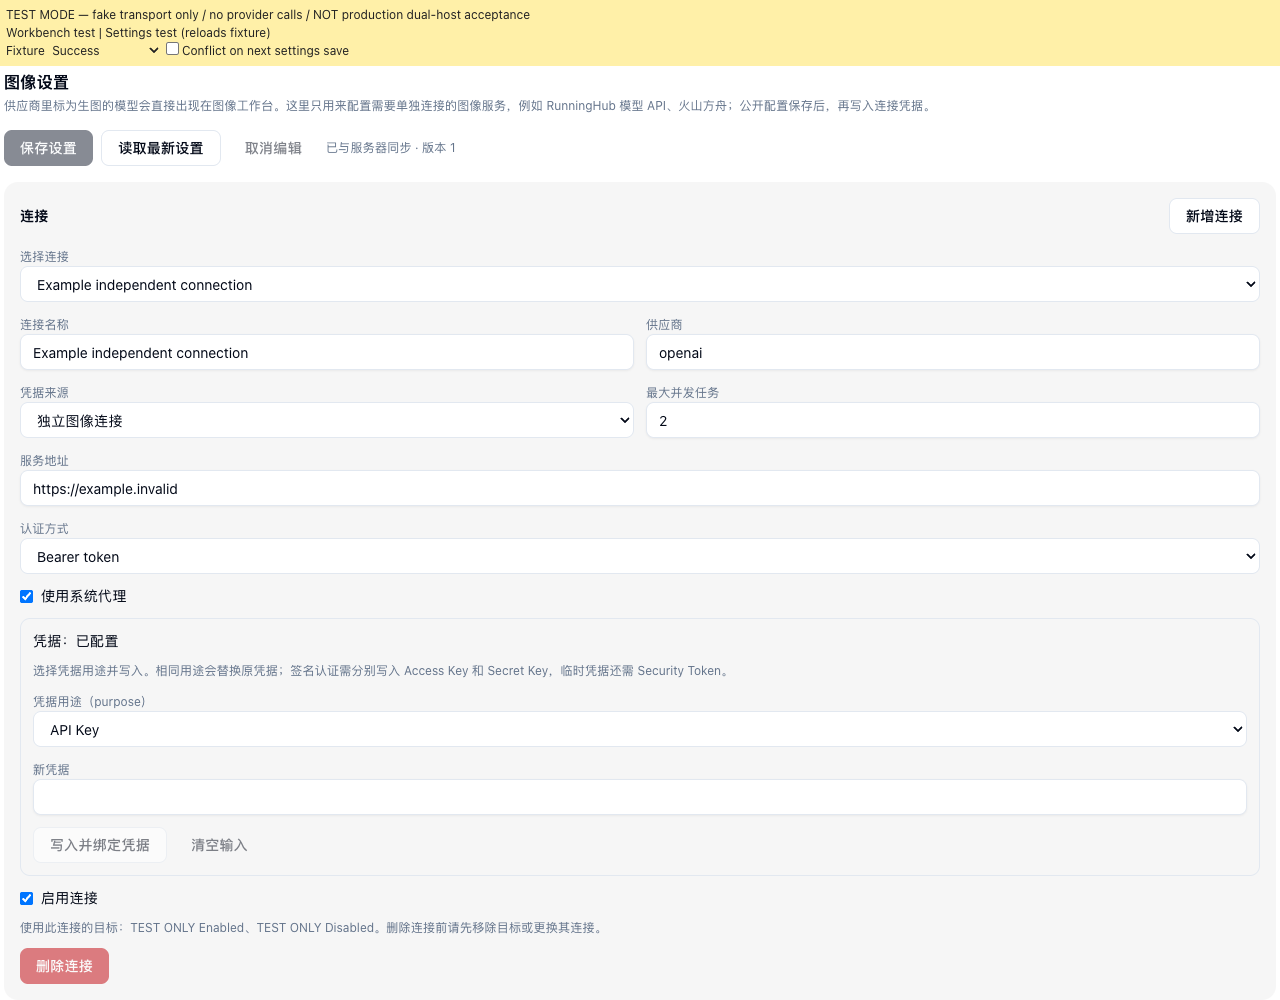 TEST MODE — fake transport only / no provider calls / NOT production dual-host acceptance
Workbench test | Settings test (reloads fixture)
Fixture Success Conflict on next settings save
图像设置
供应商里标为生图的模型会直接出现在图像工作台。这里只用来配置需要单独连接的图像服务，例如 RunningHub 模型 API、火山方舟；公开配置保存后，再写入连接凭据。
保存设置 读取最新设置 取消编辑 已与服务器同步 · 版本 1
连接 新增连接
选择连接
Example independent connection
连接名称 供应商
Example independent connection openai
凭据来源 最大并发任务
独立图像连接 2
服务地址
https://example.invalid
认证方式
Bearer token
使用系统代理
凭据：已配置
选择凭据用途并写入。相同用途会替换原凭据；签名认证需分别写入 Access Key 和 Secret Key，临时凭据还需 Security Token。
凭据用途（purpose）
API Key
新凭据
写入并绑定凭据 清空输入
启用连接
使用此连接的目标：TEST ONLY Enabled、TEST ONLY Disabled。删除连接前请先移除目标或更换其连接。
删除连接